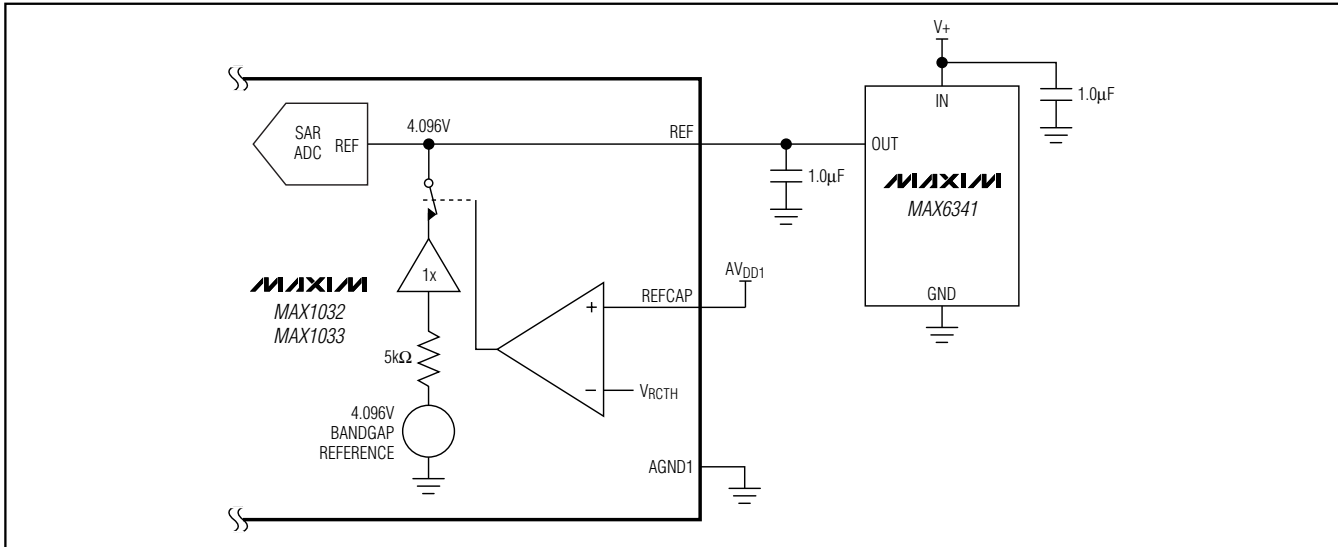 V+
1.0µF
IN
SAR
ADC
REF
4.096V
REF
OUT
1.0µF
MAXIM
MAX6341
1x
AVDD1
REFCAP
GND
MAXIM
MAX1032
MAX1033
+
5kΩ
−
VRCTH
4.096V
BANDGAP
REFERENCE
AGND1